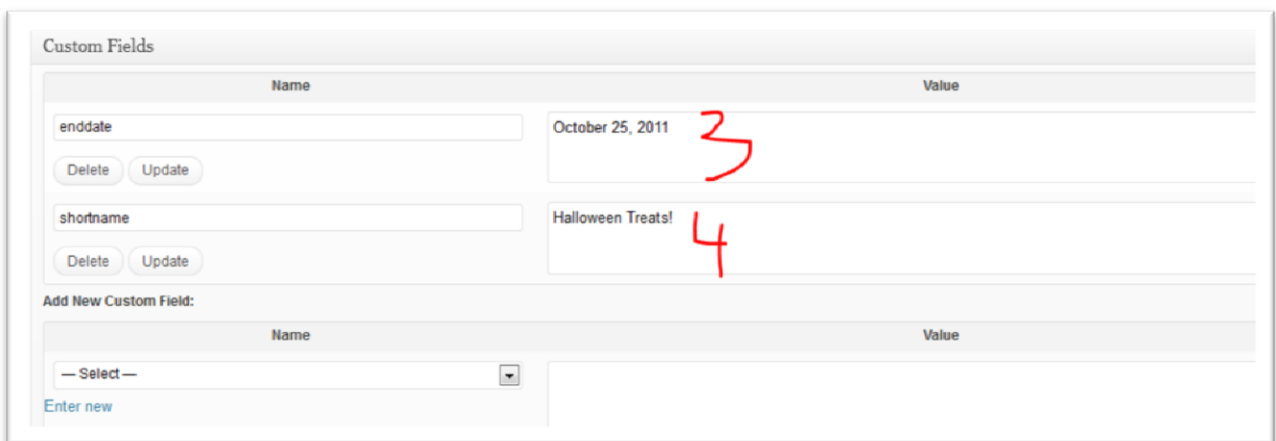 Custom Fields
Name Value
enddate October 25, 2011 3
Delete Update
shortname Halloween Treats! 4
Delete Update
Add New Custom Field:
Name Value
— Select —
Enter new